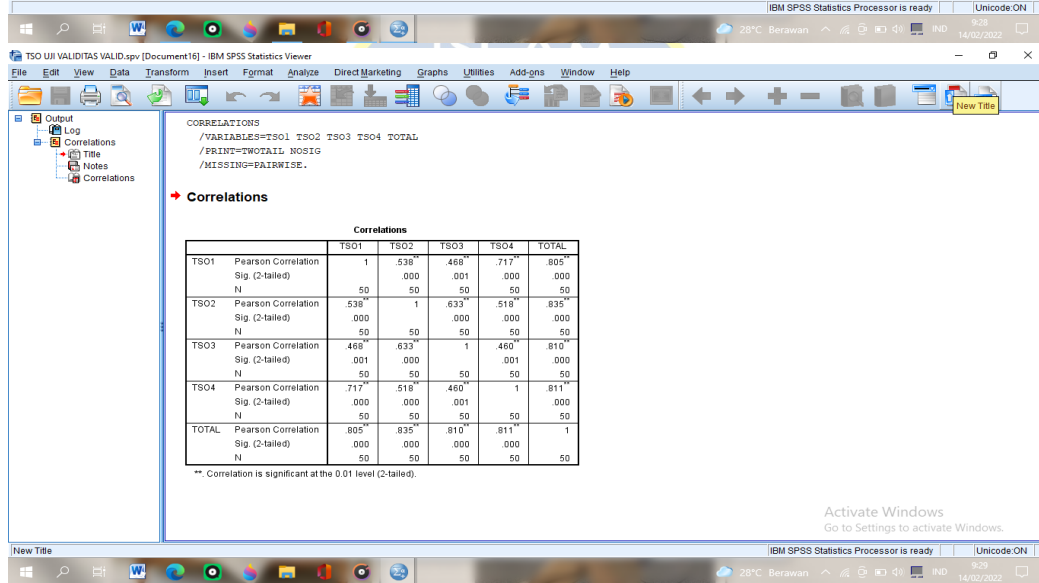 IBM SPSS Statistics Processor is ready Unicode:ON
28°C Berawan IND 9:28
14/02/2022
TSO UJI VALIDITAS VALID.spv [Document16] - IBM SPSS Statistics Viewer
File Edit View Data Transform Insert Format Analyze Direct Marketing Graphs Utilities Add-ons Window Help
New Title
Output
Log
Correlations
Title
Notes
Correlations
CORRELATIONS
/VARIABLES=TSO1 TSO2 TSO3 TSO4 TOTAL
/PRINT=TWOTAIL NOSIG
/MISSING=PAIRWISE.
Correlations
Correlations
TSO1 TSO2 TSO3 TSO4 TOTAL
TSO1 Pearson Correlation 1 .538** .468** .717** .805**
Sig. (2-tailed) .000 .001 .000 .000
N 50 50 50 50 50
TSO2 Pearson Correlation .538** 1 .633** .518** .835**
Sig. (2-tailed) .000 .000 .000 .000
N 50 50 50 50 50
TSO3 Pearson Correlation .468** .633** 1 .460** .810**
Sig. (2-tailed) .001 .000 .001 .000
N 50 50 50 50 50
TSO4 Pearson Correlation .717** .518** .460** 1 .811**
Sig. (2-tailed) .000 .000 .001 .000
N 50 50 50 50 50
TOTAL Pearson Correlation .805** .835** .810** .811** 1
Sig. (2-tailed) .000 .000 .000 .000
N 50 50 50 50 50
**. Correlation is significant at the 0.01 level (2-tailed).
Activate Windows
Go to Settings to activate Windows.
New Title IBM SPSS Statistics Processor is ready Unicode:ON
28°C Berawan IND 9:29
14/02/2022